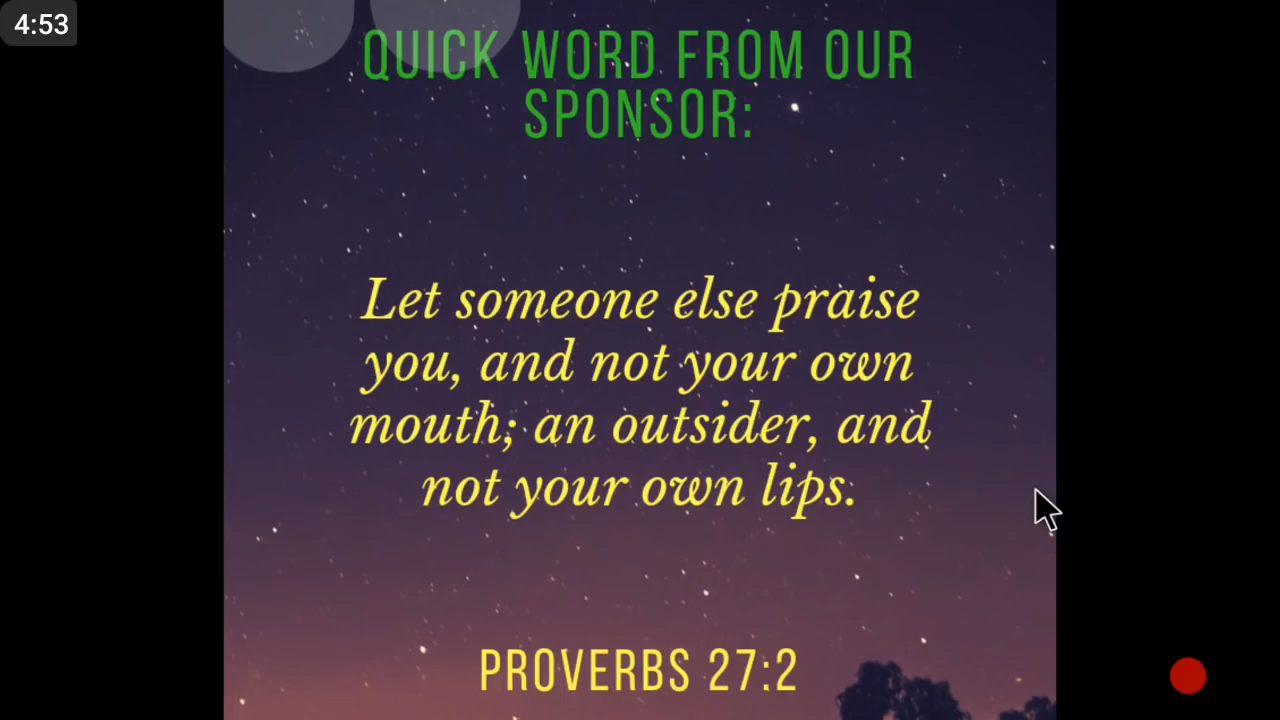 4:53
QUICK WORD FROM OUR
SPONSOR:
Let someone else praise
you, and not your own
mouth; an outsider, and
not your own lips.
PROVERBS 27:2